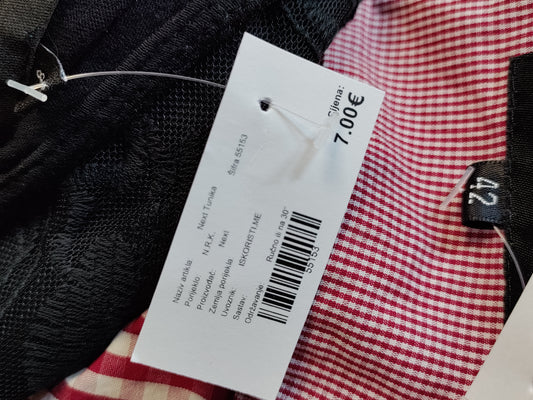 Cijena:
7.00€
Naziv artikla Next Tunika Šifra 55153
Porijeklo N.R.K.
Proizvođač: Next
Zemlja porijekla
Uvoznik: ISKORISTI.ME
Sastav:
Održavanje Ručno ili na 30°
55153
42